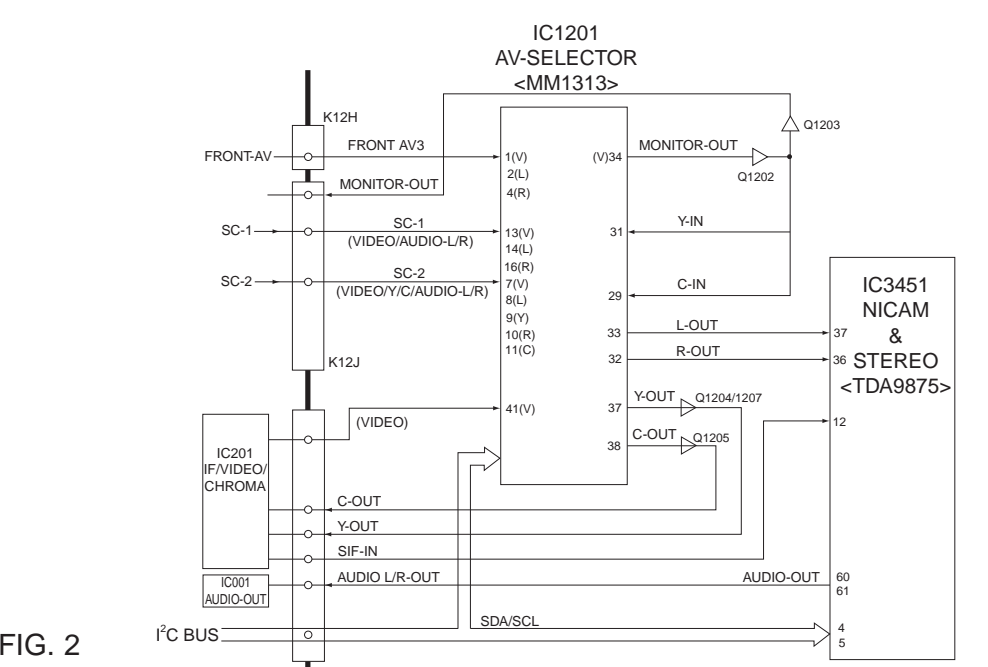 IC1201
AV-SELECTOR
<MM1313>
K12H
Q1203
FRONT-AV
FRONT AV3
1(V)
(V)34
MONITOR-OUT
2(L)
Q1202
4(R)
MONITOR-OUT
SC-1
SC-1
(VIDEO/AUDIO-L/R)
13(V)
31
Y-IN
14(L)
16(R)
SC-2
SC-2
(VIDEO/Y/C/AUDIO-L/R)
7(V)
8(L)
29
C-IN
9(Y)
10(R)
11(C)
33
L-OUT
32
R-OUT
IC3451
NICAM
&
STEREO
<TDA9875>
37
36
12
K12J
41(V)
(VIDEO)
37
Y-OUT
Q1204/1207
38
C-OUT
Q1205
IC201
IF/VIDEO/
CHROMA
C-OUT
Y-OUT
SIF-IN
IC001
AUDIO-OUT
AUDIO L/R-OUT
AUDIO-OUT
60
61
I²C BUS
SDA/SCL
4
5
FIG. 2